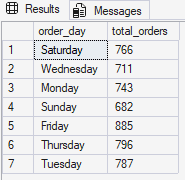 Results Messages
order_day total_orders
1 Saturday 766
2 Wednesday 711
3 Monday 743
4 Sunday 682
5 Friday 885
6 Thursday 796
7 Tuesday 787